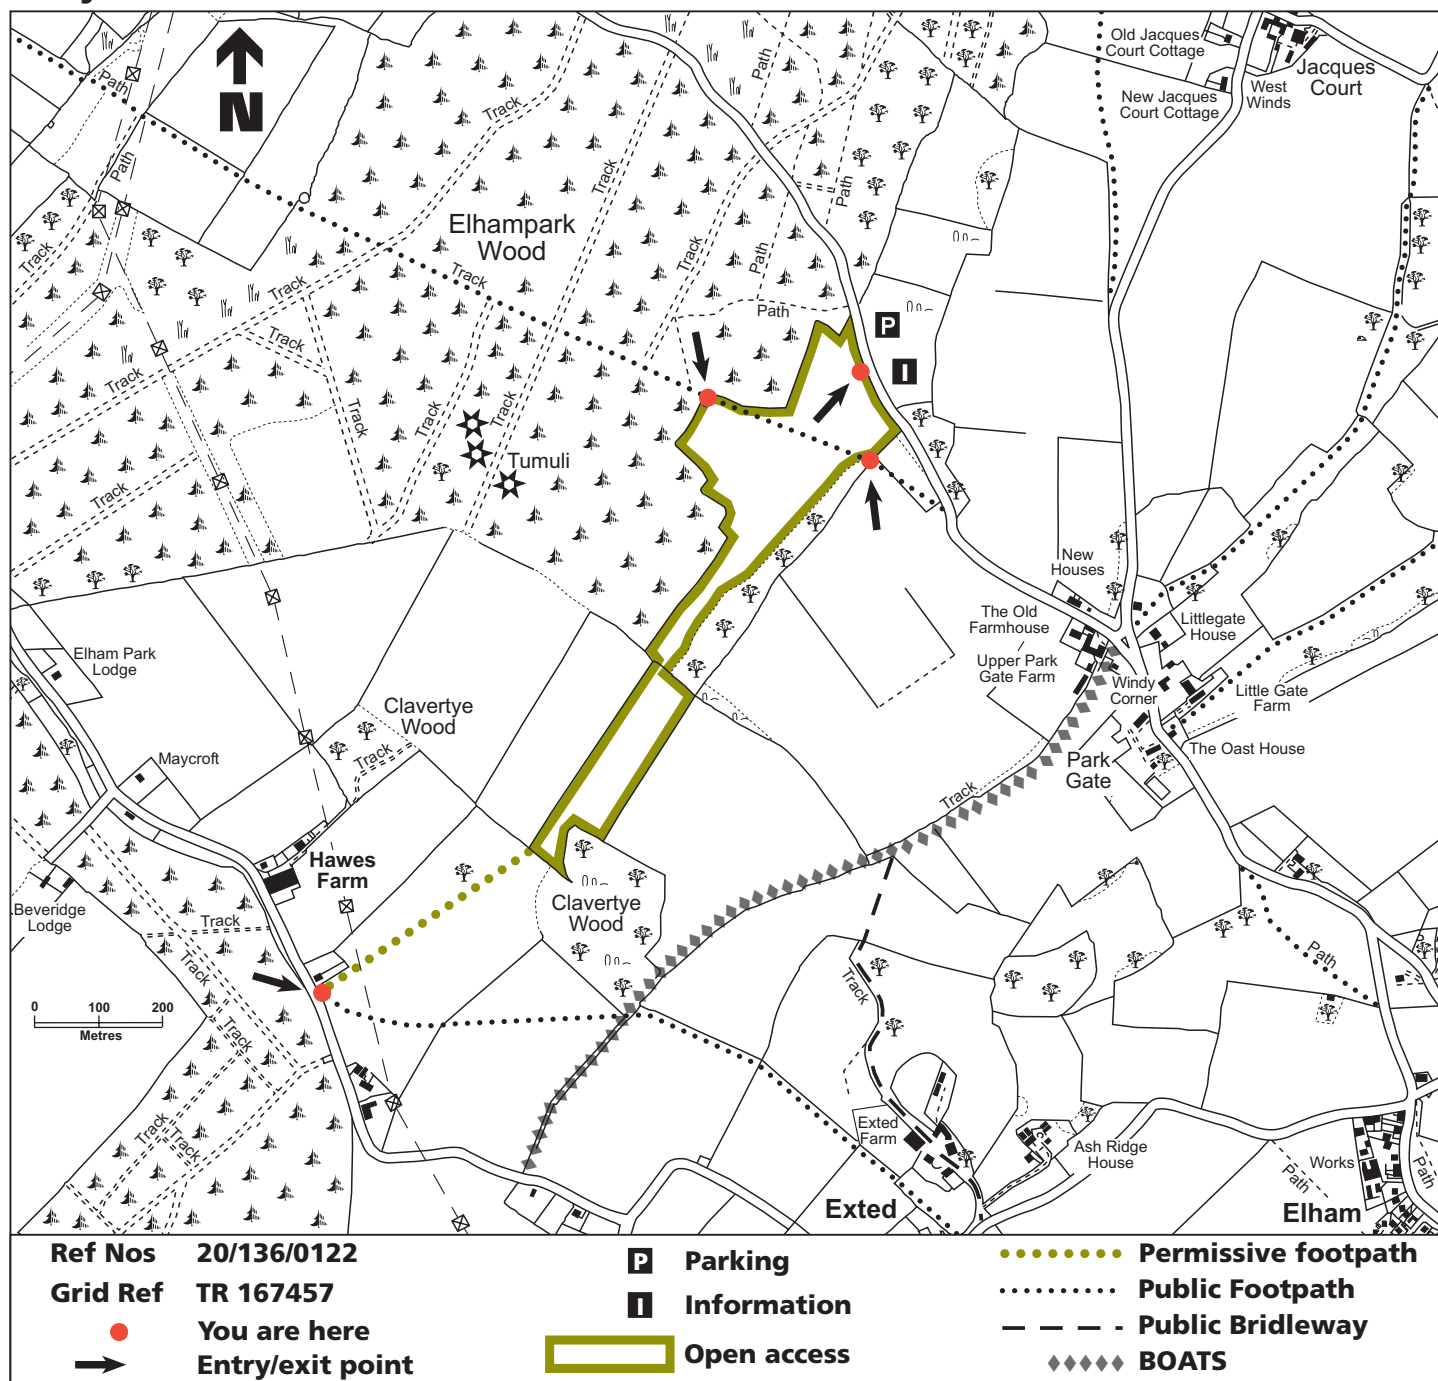 Old Jacques
Court Cottage
Jacques
Court
West
Winds
New Jacques
Court Cottage
Path
Path
Path
N
Track
Track
Track
Path
Elhampark
Wood
Track
Track
Path
Track
Track
Track
Path
P
Track
Track
I
Track
Track
Track
Tumuli
Track
New
Houses
The Old
Farmhouse
Littlegate
House
Upper Park
Gate Farm
Windy
Corner
Little Gate
Farm
Elham Park
Lodge
Clavertye
Wood
The Oast House
Track
Park
Gate
Maycroft
Track
Hawes
Farm
Beveridge
Lodge
Track
Clavertye
Wood
Track
Path
Track
0 100 200
Metres
Track
Track
Track
Exted
Farm
Ash Ridge
House
Works
Path
Path
Exted
Elham
Ref Nos 20/136/0122
Grid Ref TR 167457
You are here
Entry/exit point
P Parking
I Information
Open access
Permissive footpath
Public Footpath
Public Bridleway
BOATS